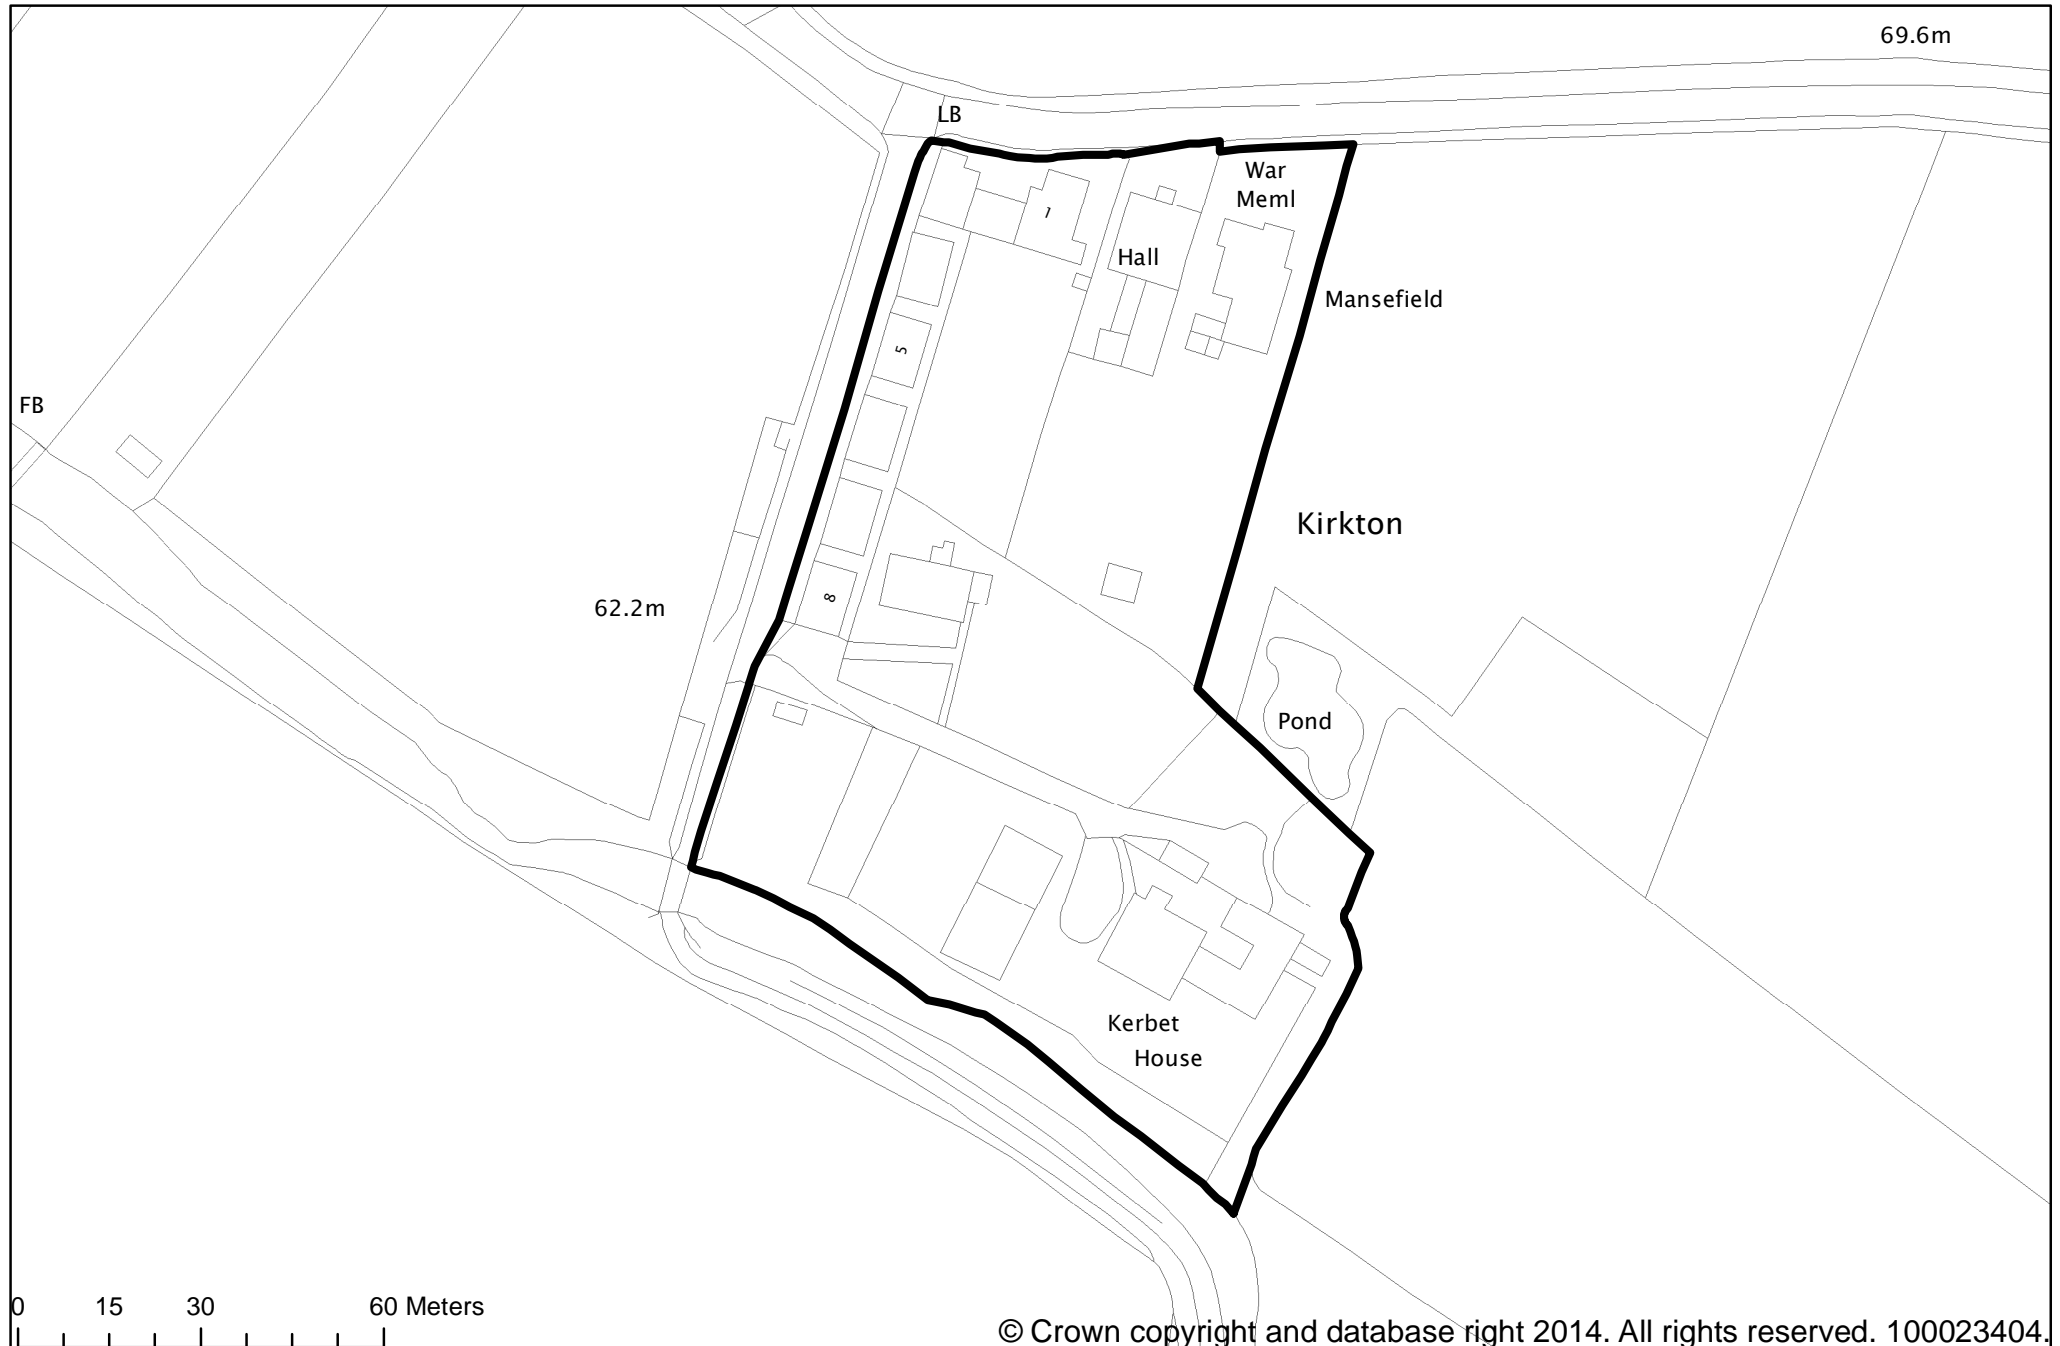 69.6m
LB
War
Meml
1
Hall
Mansefield
5
FB
Kirkton
8
62.2m
Pond
Kerbet
House
0 15 30 60 Meters
© Crown copyright and database right 2014. All rights reserved. 100023404.